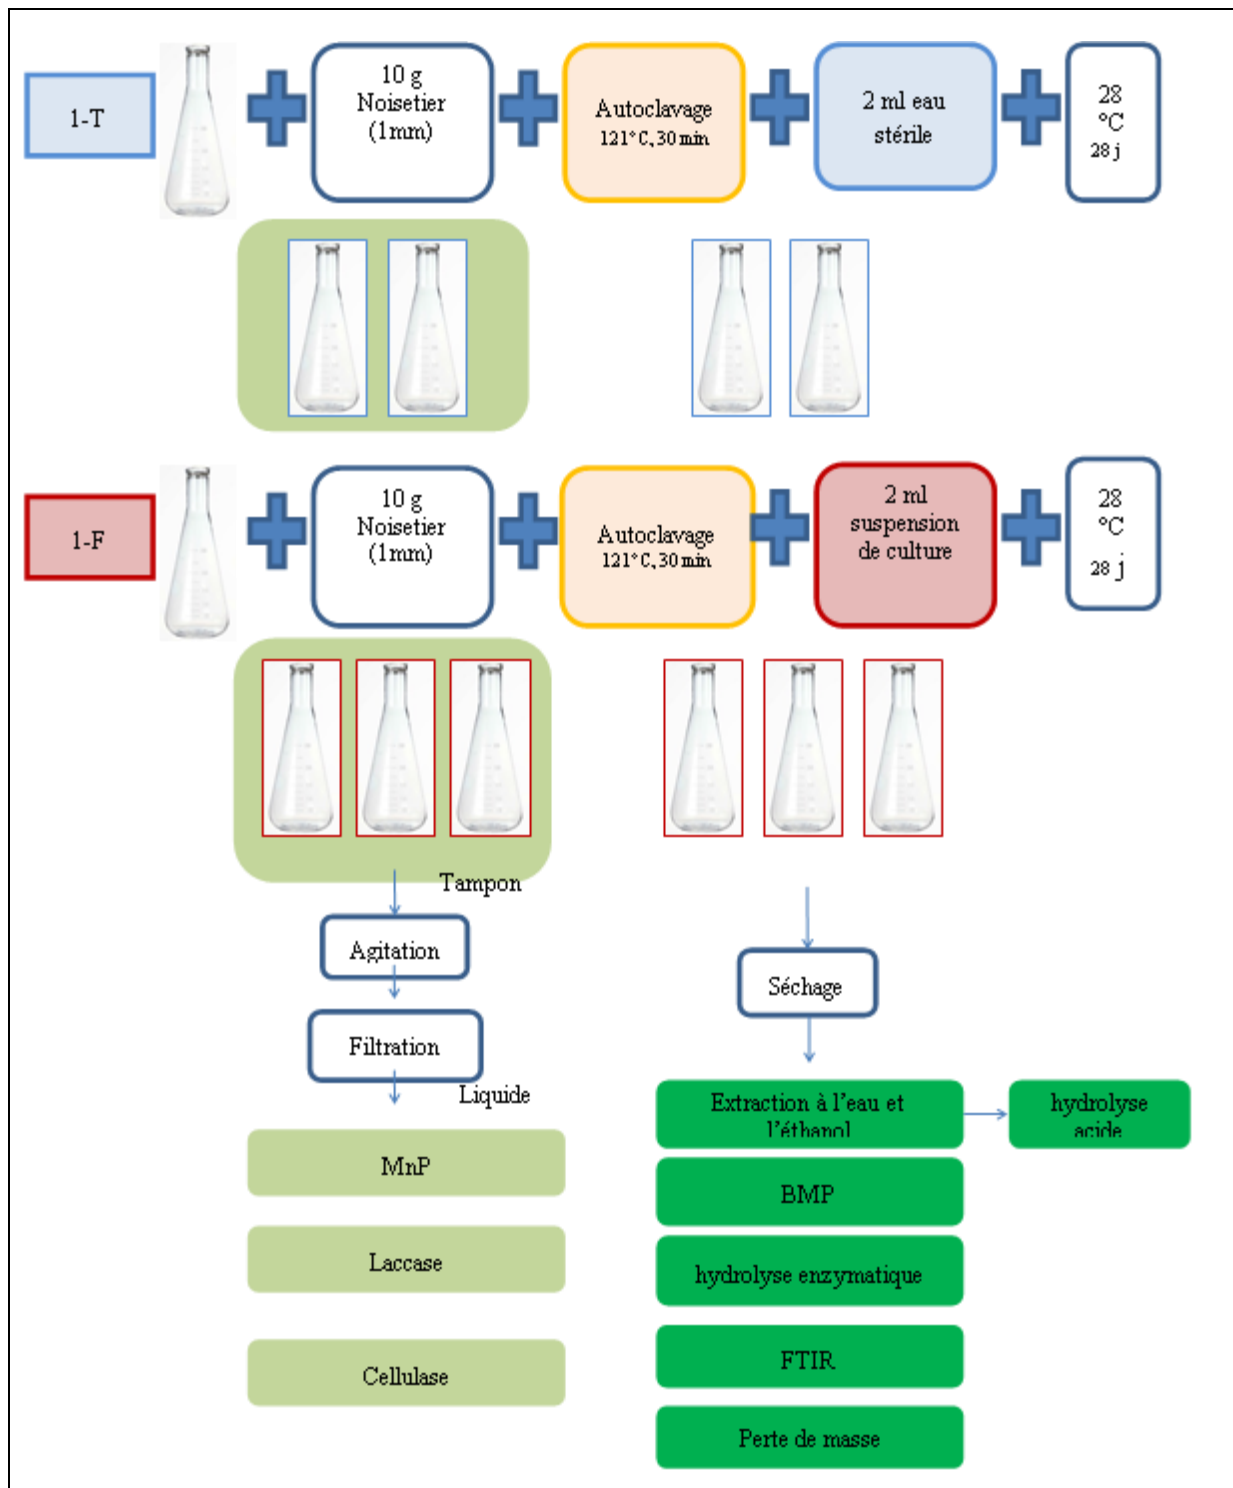 1-T
10 g
Noisetier
(1mm)
Autoclavage
121°C, 30 min
2 ml eau
stérile
28
°C
28 j
1-F
10 g
Noisetier
(1mm)
Autoclavage
121°C, 30 min
2 ml
suspension
de culture
28
°C
28 j
Tampon
Agitation
Filtration
Liquide
MnP
Laccase
Cellulase
Séchage
Extraction à l'eau et
l'éthanol
hydrolyse
acide
BMP
hydrolyse enzymatique
FTIR
Perte de masse